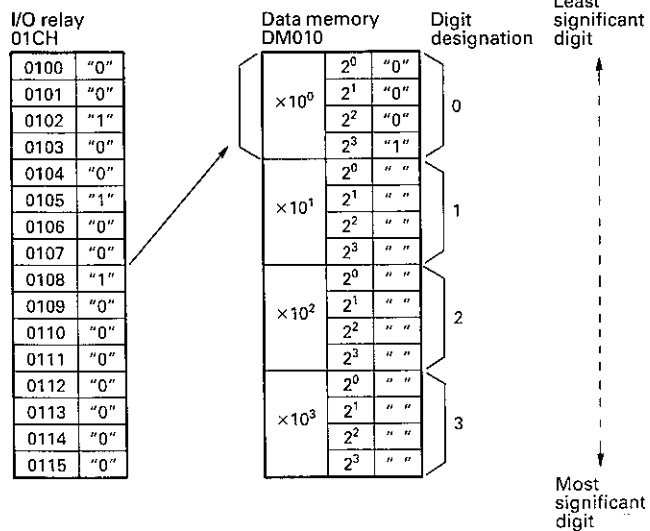 I/O relay
01CH
0100 "0"
0101 "0"
0102 "1"
0103 "0"
0104 "0"
0105 "1"
0106 "0"
0107 "0"
0108 "1"
0109 "0"
0110 "0"
0111 "0"
0112 "0"
0113 "0"
0114 "0"
0115 "0"
Data memory
DM010
×10⁰
2⁰ "0"
2¹ "0"
2² "0"
2³ "1"
×10¹
2⁰ " "
2¹ " "
2² " "
2³ " "
×10²
2⁰ " "
2¹ " "
2² " "
2³ " "
×10³
2⁰ " "
2¹ " "
2² " "
2³ " "
Digit
designation
0
1
2
3
Least
significant
digit
Most
significant
digit